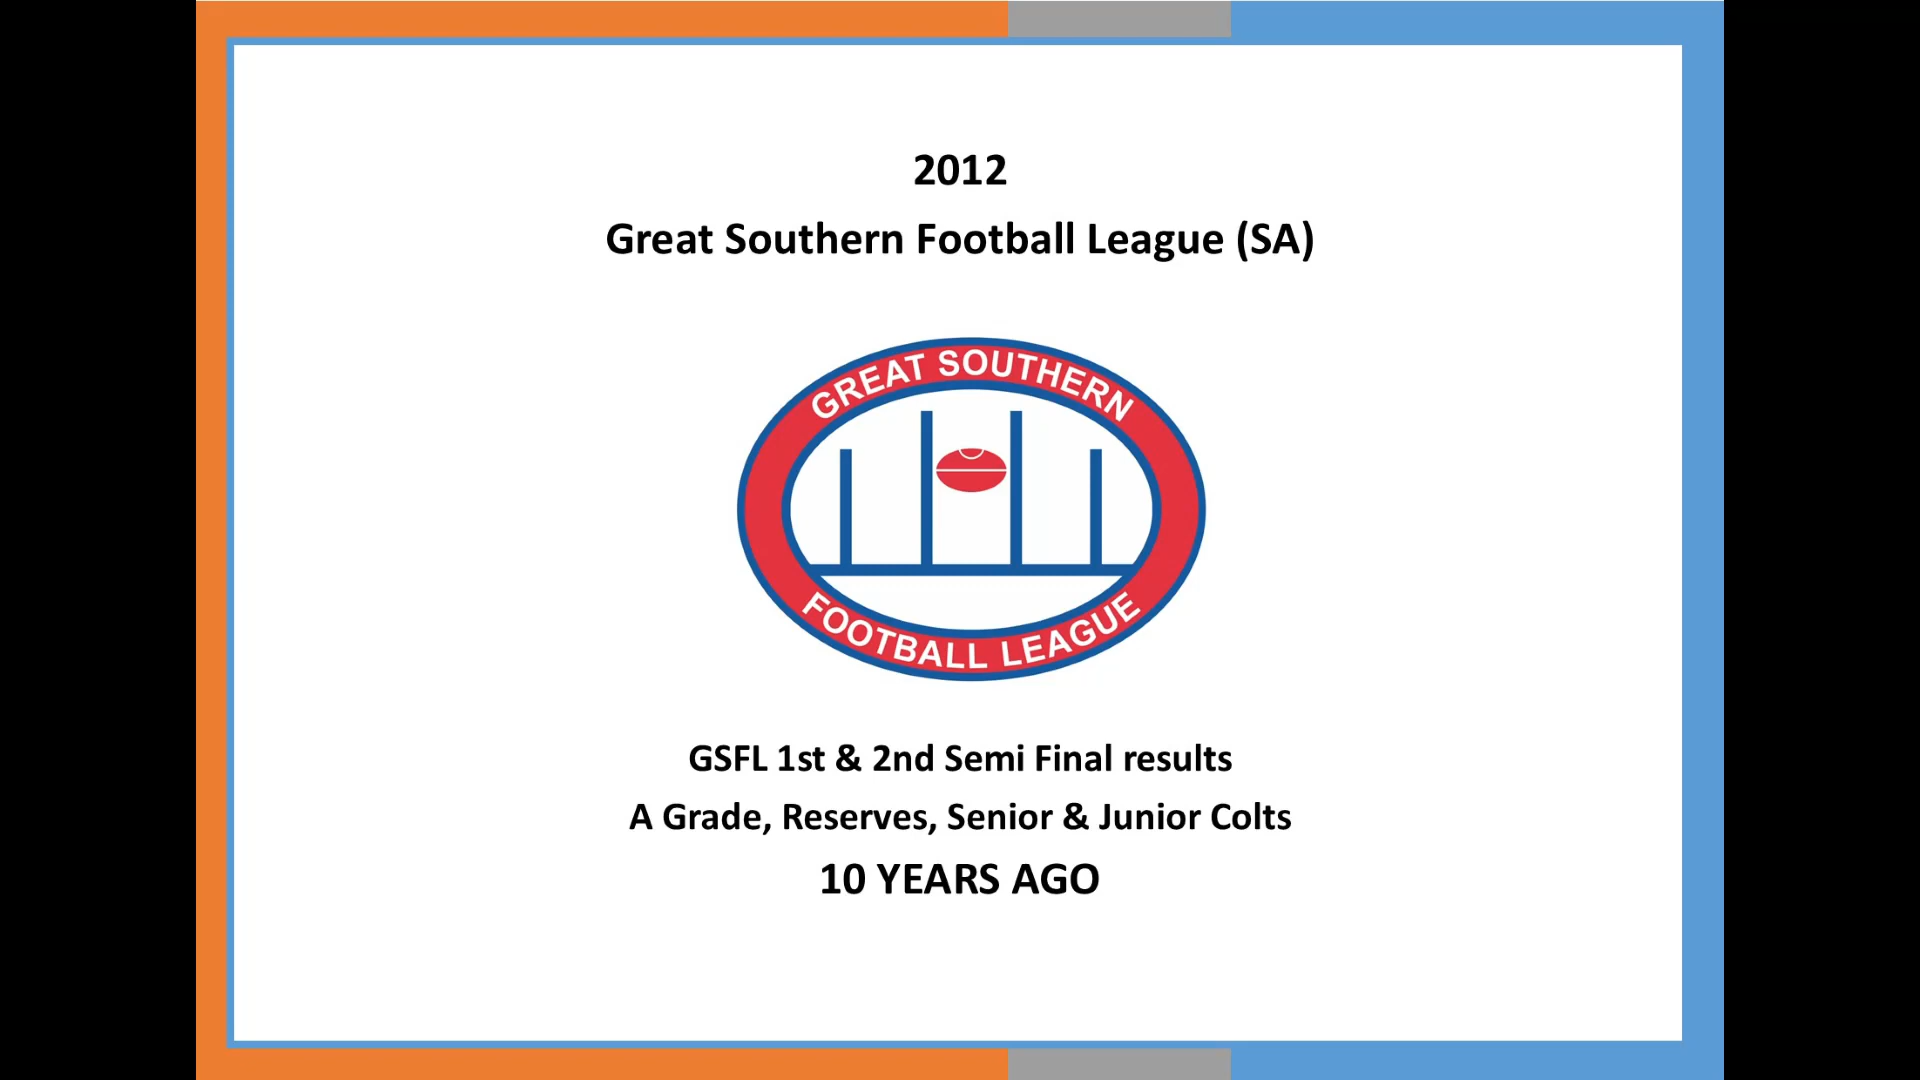 2012
Great Southern Football League (SA)
GREAT SOUTHERN
FOOTBALL LEAGUE
GSFL 1st & 2nd Semi Final results
A Grade, Reserves, Senior & Junior Colts
10 YEARS AGO